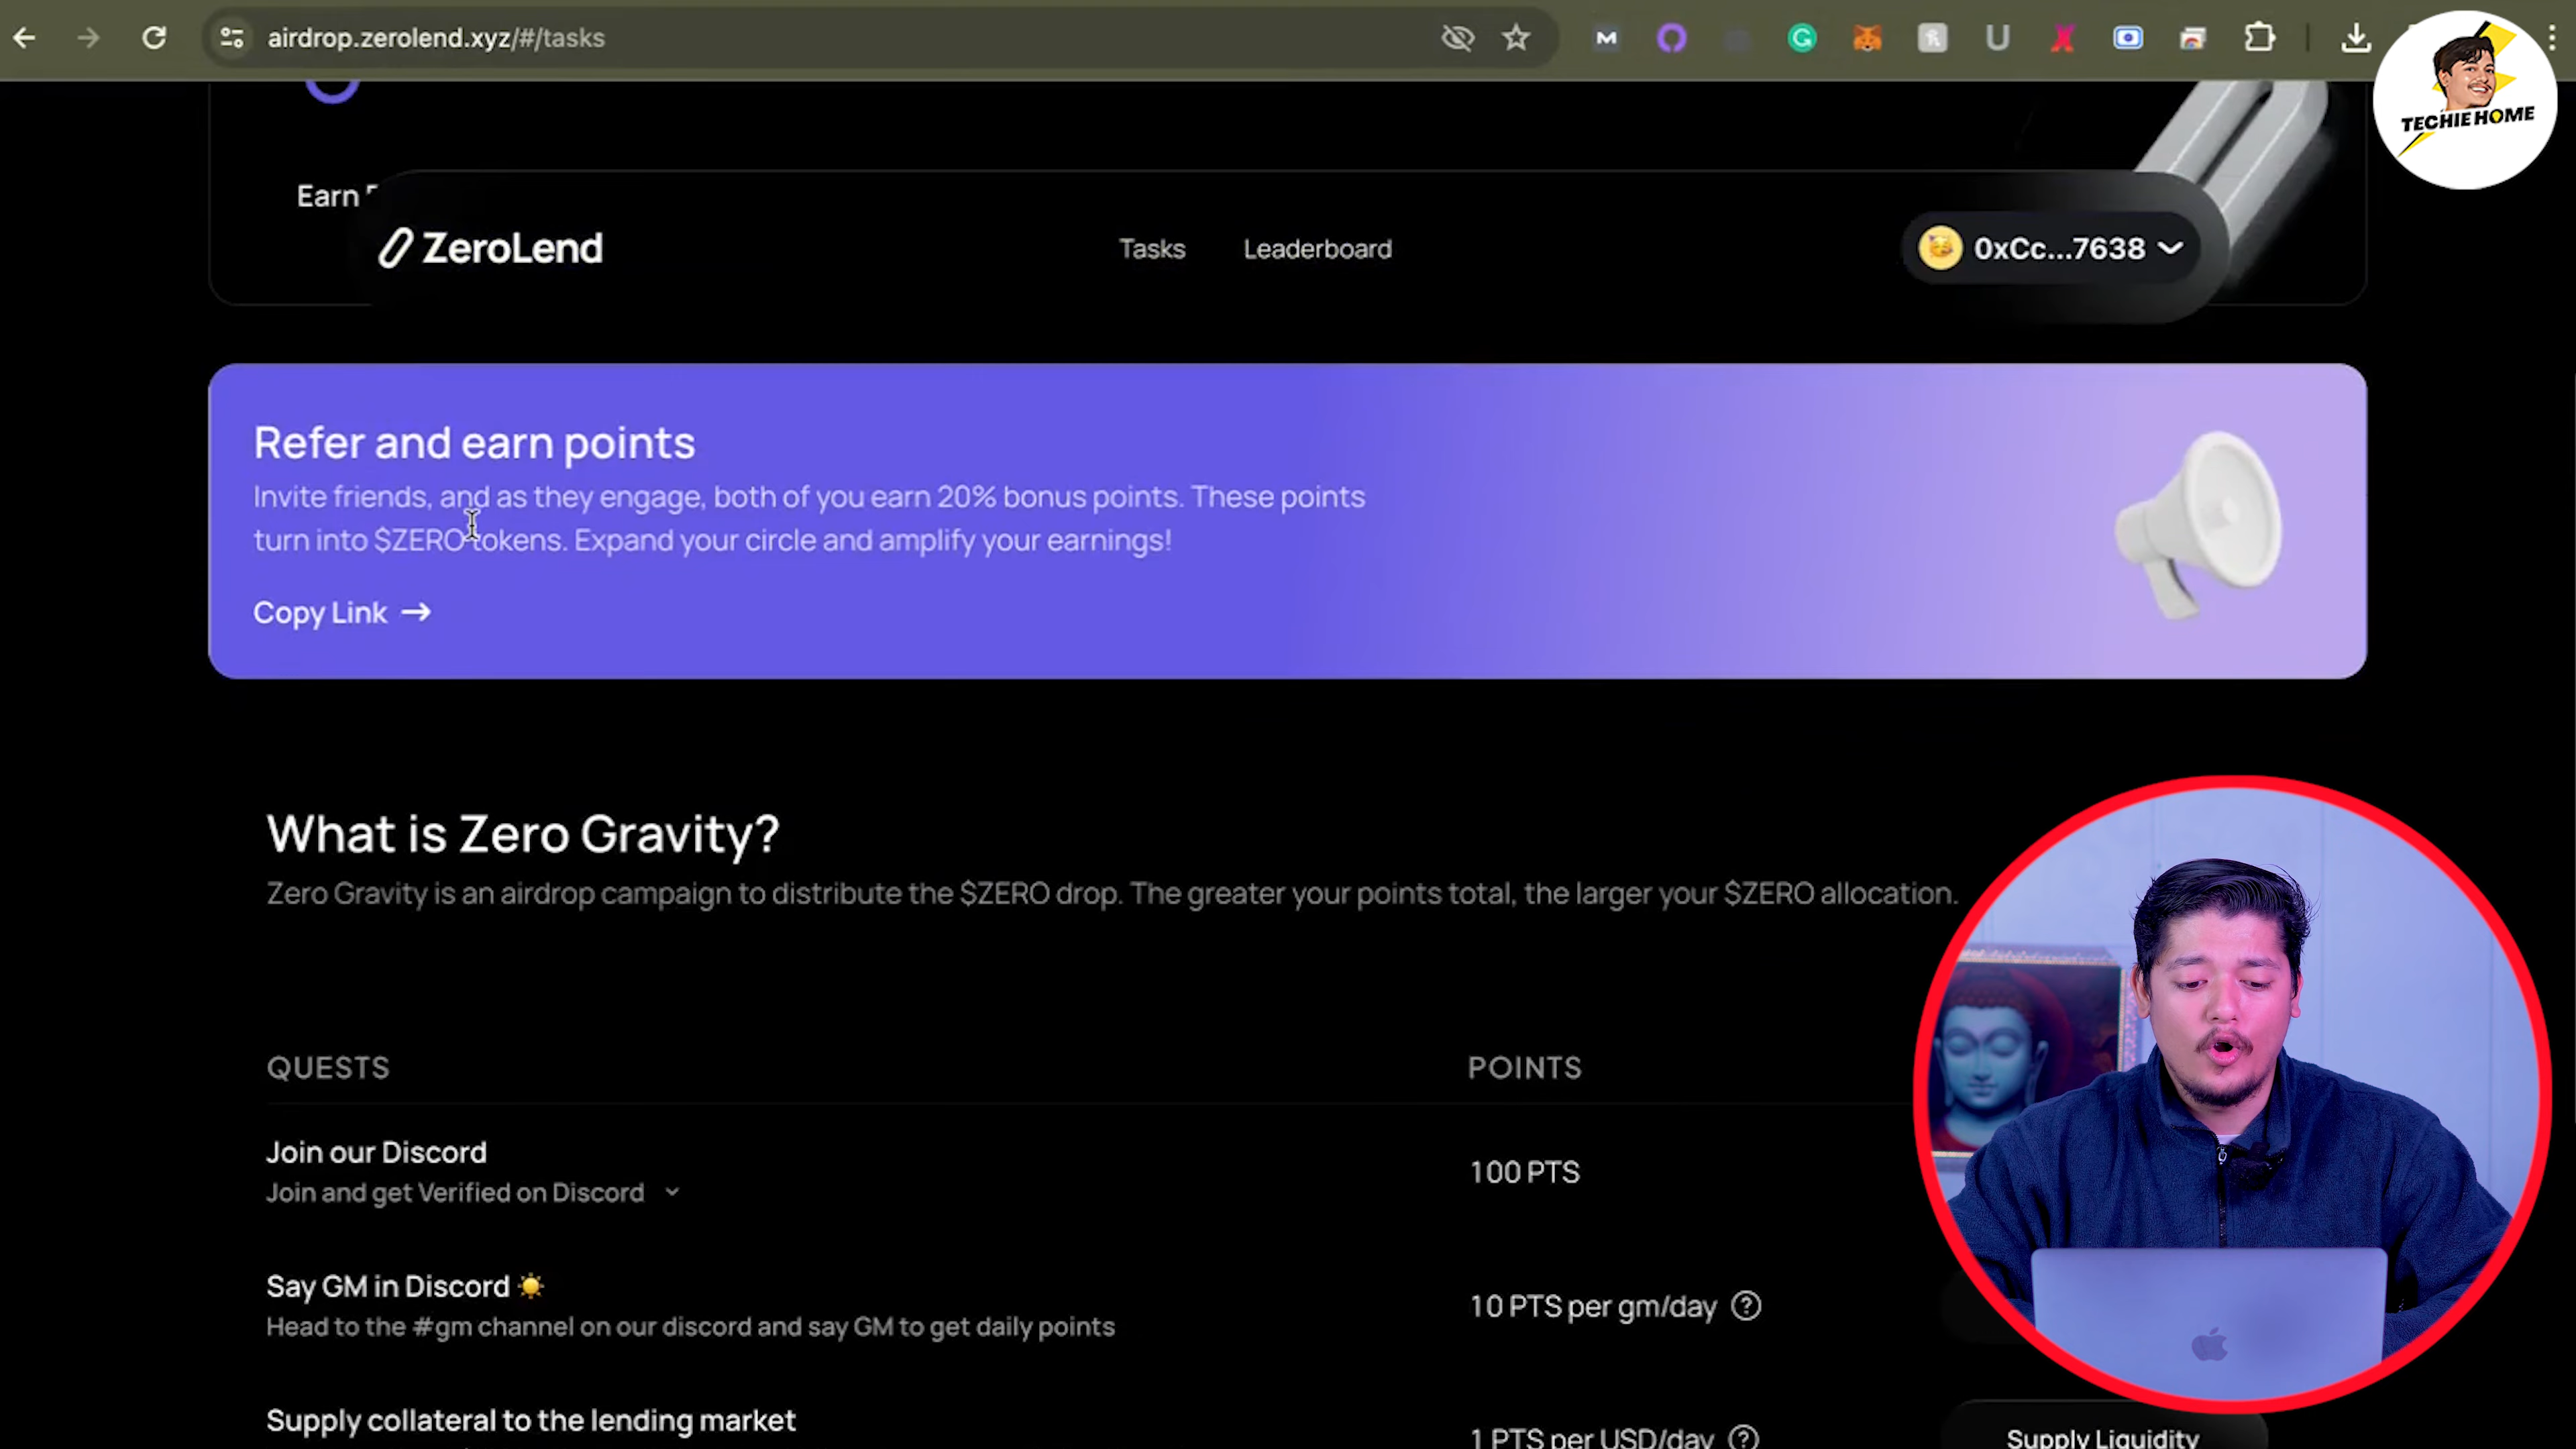 airdrop.zerolend.xyz/#/tasks
TECHIE HOME
Earn
ZeroLend
Tasks
Leaderboard
0xCc...7638
Refer and earn points
Invite friends, and as they engage, both of you earn 20% bonus points. These points
turn into $ZERO tokens. Expand your circle and amplify your earnings!
Copy Link →
What is Zero Gravity?
Zero Gravity is an airdrop campaign to distribute the $ZERO drop. The greater your points total, the larger your $ZERO allocation.
QUESTS
POINTS
Join our Discord
Join and get Verified on Discord
100 PTS
Say GM in Discord
Head to the #gm channel on our discord and say GM to get daily points
10 PTS per gm/day
Supply collateral to the lending market
1 PTS per USD/day
Supply Liquidity